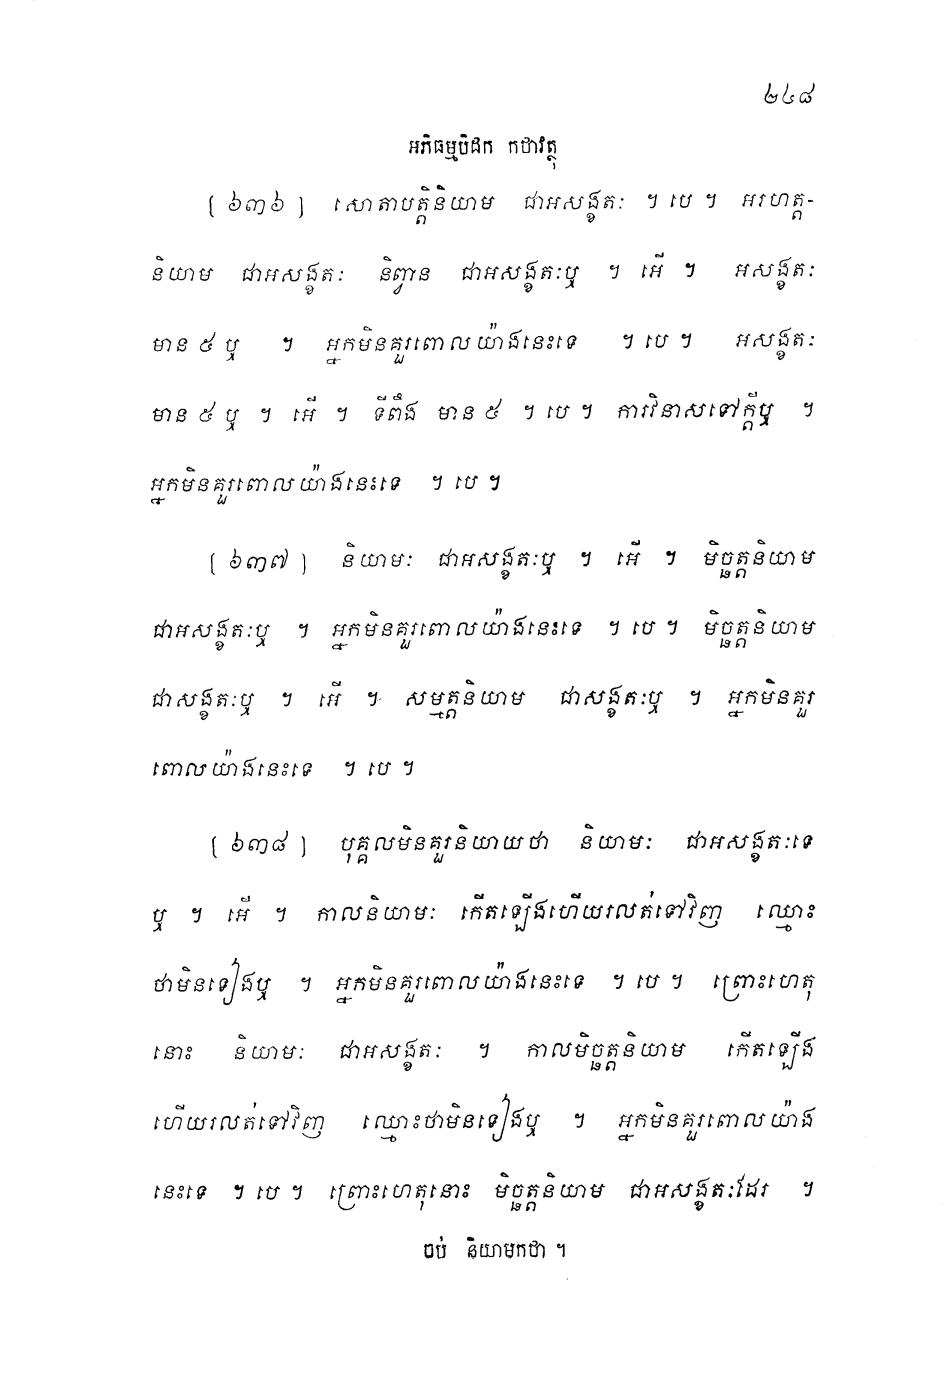 ២៤៨
អភិធម្មបិដក កថាវត្ថុ
[ ៦៣៦ ] សោតាបត្តិនិយាម ជាអសង្ខតៈ ។ បេ ។ អរហត្ត-
និយាម ជាអសង្ខតៈ និព្វាន ជាអសង្ខតៈឬ ។ អើ ។ អសង្ខតៈ
មាន ៥ ឬ ។ អ្នកមិនគួរពោលយ៉ាងនេះទេ ។ បេ ។ អសង្ខតៈ
មាន ៥ ឬ ។ អើ ។ ទីពឹង មាន ៥ ។ បេ ។ ការវិនាសទៅក្តីឬ ។
អ្នកមិនគួរពោលយ៉ាងនេះទេ ។ បេ ។
[ ៦៣៧ ] និយាមៈ ជាអសង្ខតៈឬ ។ អើ ។ មិច្ឆត្តនិយាម
ជាអសង្ខតៈឬ ។ អ្នកមិនគួរពោលយ៉ាងនេះទេ ។ បេ ។ មិច្ឆត្តនិយាម
ជាសង្ខតៈឬ ។ អើ ។ សម្មត្តនិយាម ជាសង្ខតៈឬ ។ អ្នកមិនគួរ
ពោលយ៉ាងនេះទេ ។ បេ ។
[ ៦៣៨ ] បុគ្គលមិនគួរនិយាយថា និយាមៈ ជាអសង្ខតៈទេ
ឬ ។ អើ ។ កាលនិយាមៈ កើតឡើងហើយរលត់ទៅវិញ ឈ្មោះ
ថាមិនទៀងឬ ។ អ្នកមិនគួរពោលយ៉ាងនេះទេ ។ បេ ។ ព្រោះហេតុ
នោះ និយាមៈ ជាអសង្ខតៈ ។ កាលមិច្ឆត្តនិយាម កើតឡើង
ហើយរលត់ទៅវិញ ឈ្មោះថាមិនទៀងឬ ។ អ្នកមិនគួរពោលយ៉ាង
នេះទេ ។ បេ ។ ព្រោះហេតុនោះ មិច្ឆត្តនិយាម ជាអសង្ខតៈដែរ ។
ចប់ និយាមកថា ។